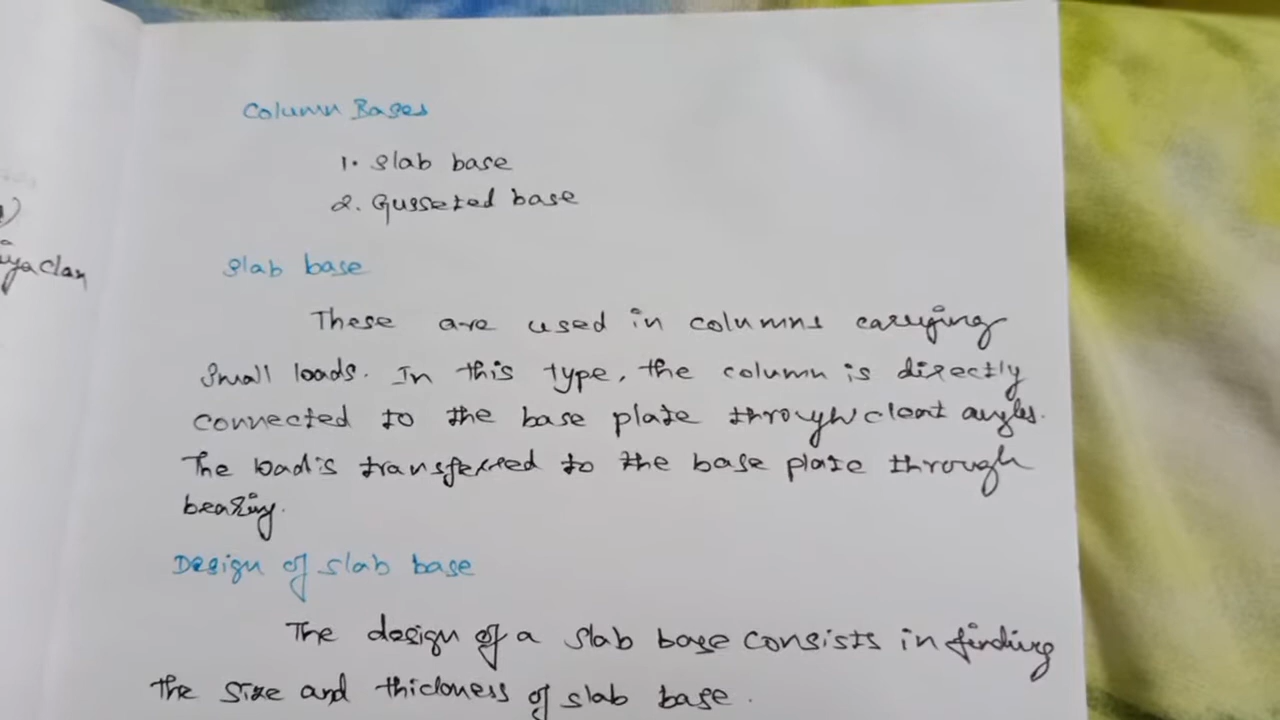 Column Bases
1. Slab base
2. Gusseted base
Slab base
These are used in columns carrying
Small loads. In this type, the column is directly
connected to the base plate through cleat angles.
The load is transferred to the base plate through
bearing.
Design of slab base
The design of a slab base consists in finding
the size and thickness of slab base.